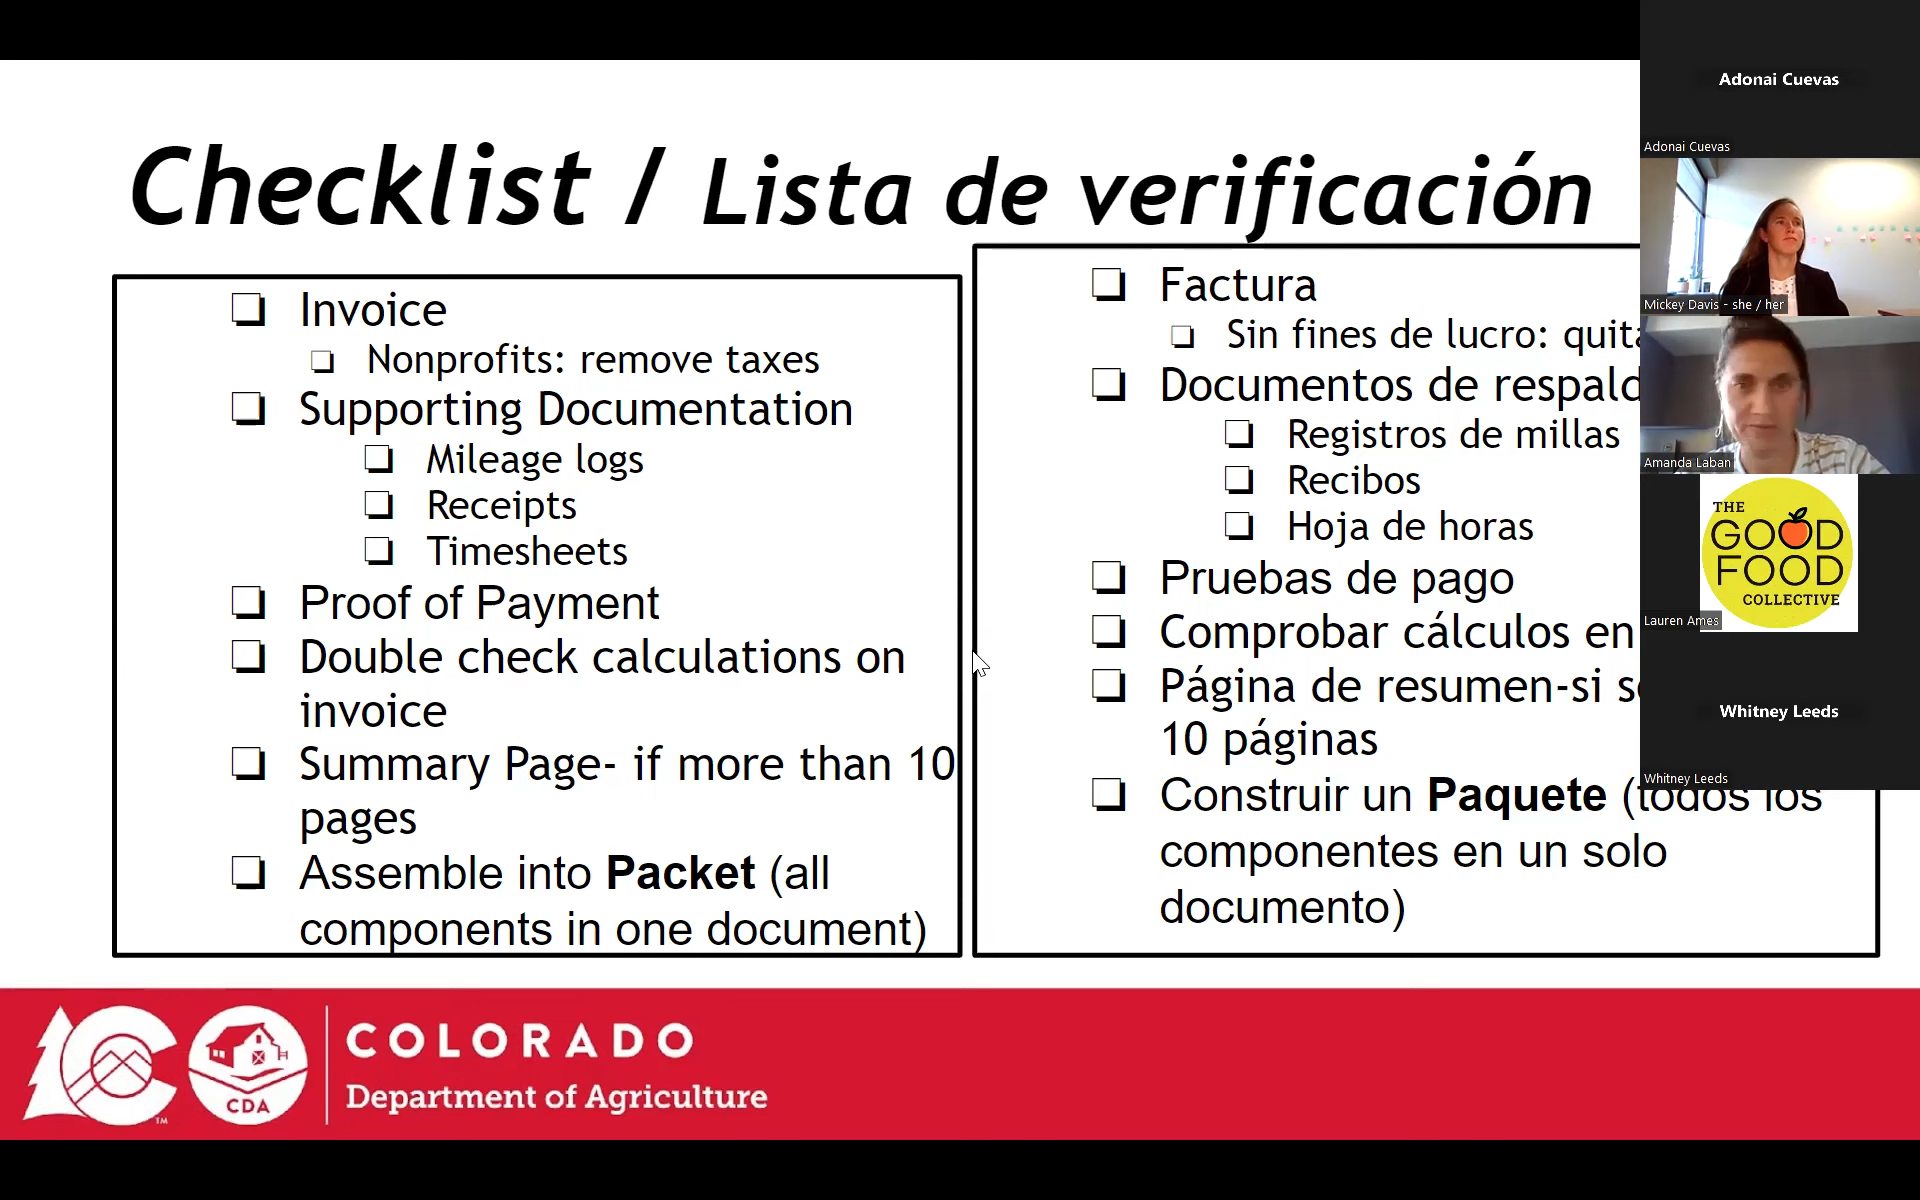 Checklist / Lista de verificación
Invoice
Nonprofits: remove taxes
Supporting Documentation
Mileage logs
Receipts
Timesheets
Proof of Payment
Double check calculations on
invoice
Summary Page- if more than 10
pages
Assemble into Packet (all
components in one document)
Factura
Sin fines de lucro:
Documentos de
Registros de millas
Recibos
Hoja de horas
Pruebas de pago
Comprobar cálculos en
Página de resumen-si
10 páginas
Construir un Paquete (todos los
componentes en un solo
documento)
Adonai Cuevas
Adonai Cuevas
Mickey Davis - she / her
Amanda Laban
THE
GOOD
FOOD
COLLECTIVE
Lauren Ames
Whitney Leeds
Whitney Leeds
CDA
TM
COLORADO
Department of Agriculture